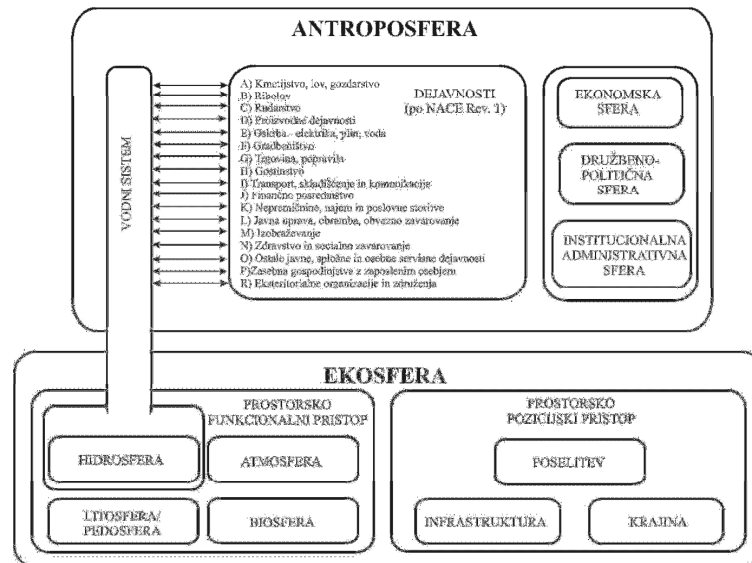 ANTROPOSFERA
VODNI SISTEM
A) Kmetijstvo, lov, gozdarstvo
B) Ribolov
C) Rudarstvo
D) Proizvodne dejavnosti
E) Oskrba - elektrika, plin, voda
F) Gradbeništvo
G) Trgovina, popravila
H) Gostinstvo
I) Transport, skladiščenje in komunikacije
J) Finančno posredništvo
K) Nepremičnine, najem in poslovne storitve
L) Javna uprava, obramba, obvezno zavarovanje
M) Izobraževanje
N) Zdravstvo in socialno zavarovanje
O) Ostale javne, splošne in osebne servisne dejavnosti
P)Zasebna gospodinjstva z zaposlenim osebjem
R) Eksteritorialne organizacije in združenja
DEJAVNOSTI
(po NACE Rev. 1)
EKONOMSKA
SFERA
DRUŽBENO-
POLITIČNA
SFERA
INSTITUCIONALNA
ADMINISTRATIVNA
SFERA
EKOSFERA
PROSTORSKO
FUNKCIONALNI PRISTOP
HIDROSFERA
ATMOSFERA
LITOSFERA/
PEDOSFERA
BIOSFERA
PROSTORSKO
POZICIJSKI PRISTOP
POSELITEV
INFRASTRUKTURA
KRAJINA